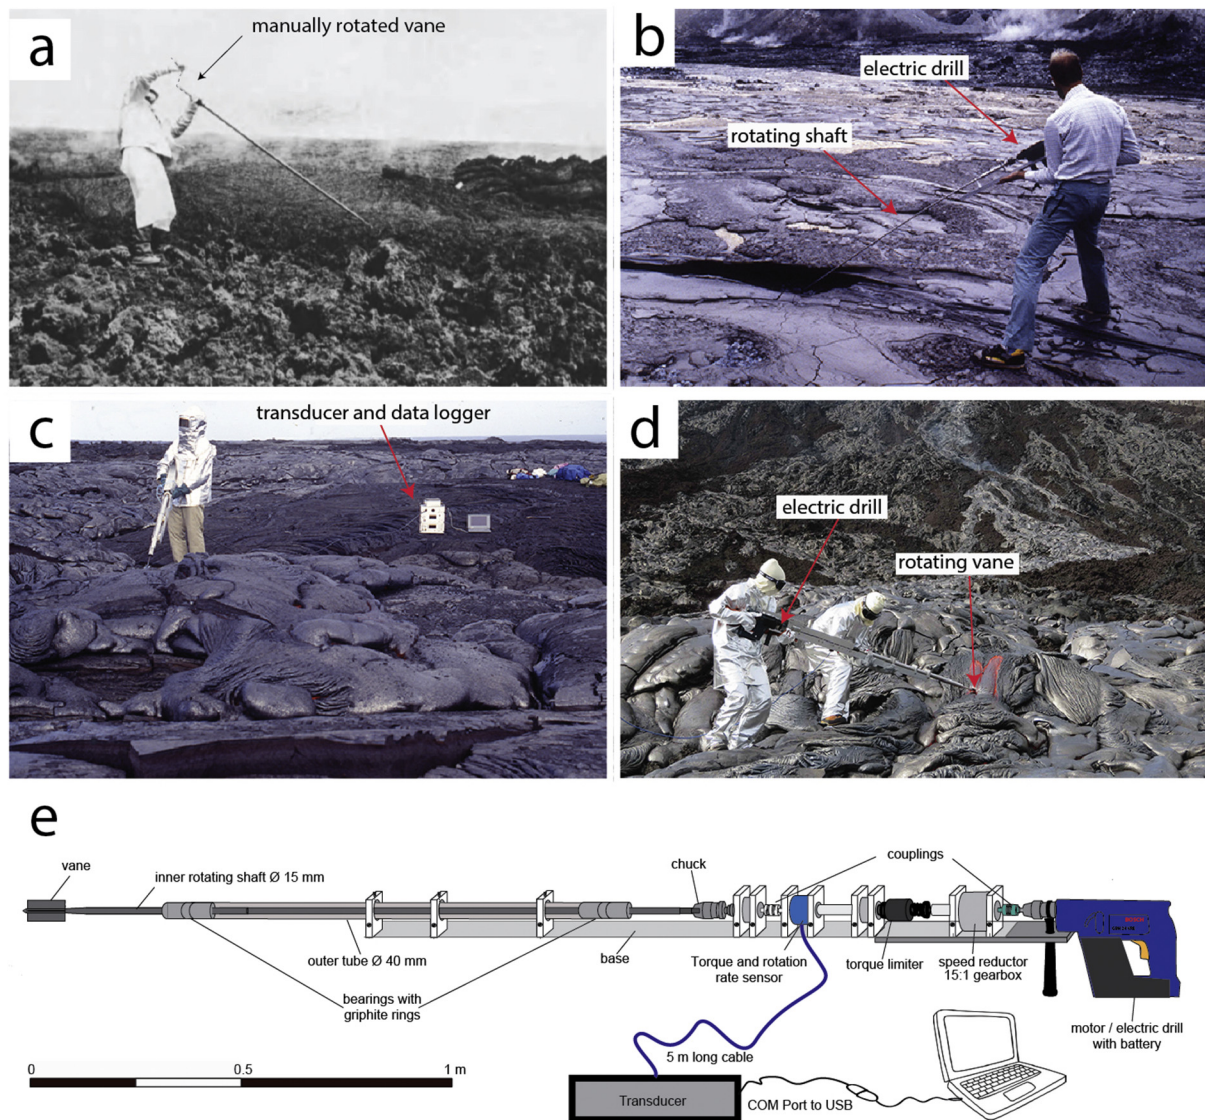 a
manually rotated vane
b
electric drill
rotating shaft
c
transducer and data logger
d
electric drill
rotating vane
e
vane
inner rotating shaft Ø 15 mm
chuck
couplings
outer tube Ø 40 mm
base
Torque and rotation
rate sensor
torque limiter
speed reductor
15:1 gearbox
bearings with
griphite rings
motor / electric drill
with battery
5 m long cable
0
0.5
1 m
Transducer
COM Port to USB